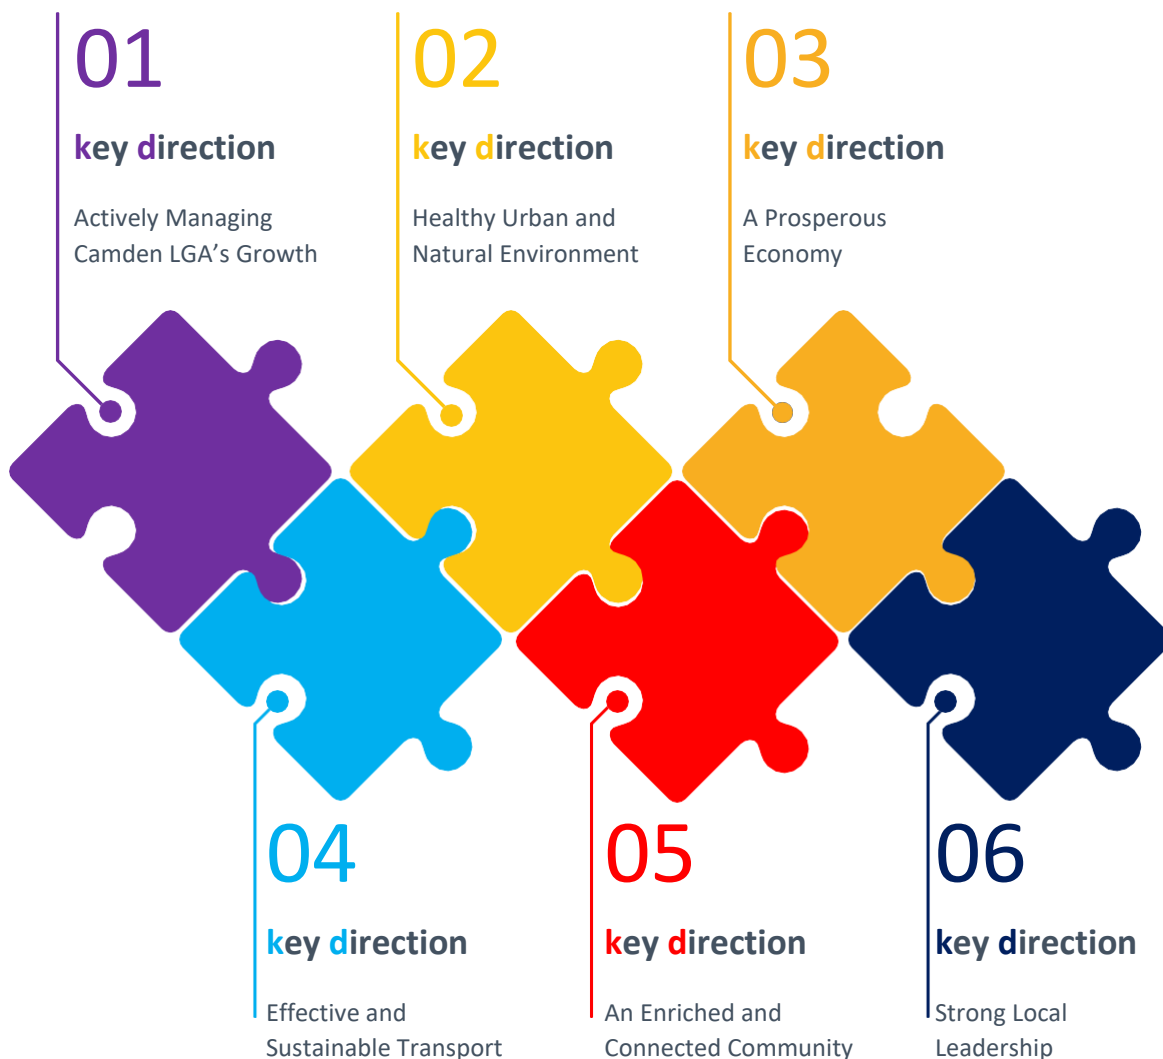 01
key direction
Actively Managing
Camden LGA’s Growth
02
key direction
Healthy Urban and
Natural Environment
03
key direction
A Prosperous
Economy
04
key direction
Effective and
Sustainable Transport
05
key direction
An Enriched and
Connected Community
06
key direction
Strong Local
Leadership